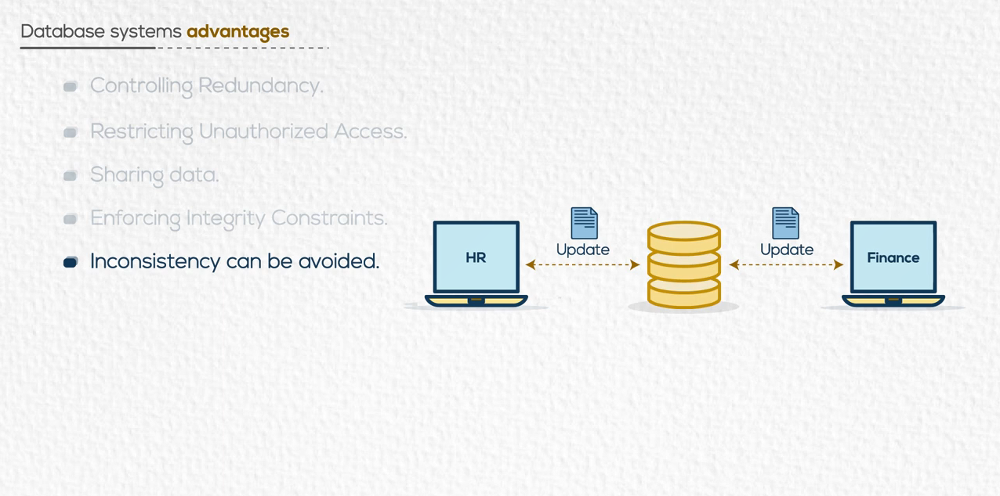 Database systems advantages
Controlling Redundancy.
Restricting Unauthorized Access.
Sharing data.
Enforcing Integrity Constraints.
Inconsistency can be avoided.
HR
Update
Update
Finance